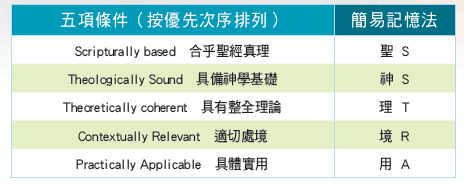 五項條件（按優先次序排列） 簡易記憶法
Scripturally based 合乎聖經真理 聖 S
Theologically Sound 具備神學基礎 神 S
Theoretically coherent 具有整全理論 理 T
Contextually Relevant 適切處境 境 R
Practically Applicable 具體實用 用 A